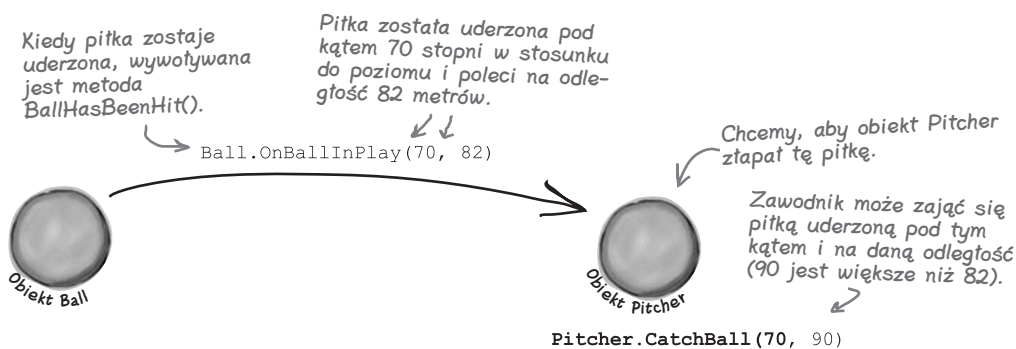 Kiedy piłka zostaje
uderzona, wywoływana
jest metoda
BallHasBeenHit().
Piłka została uderzona pod
kątem 70 stopni w stosunku
do poziomu i poleci na odle-
głość 82 metrów.
Ball.OnBallInPlay(70, 82)
Chcemy, aby obiekt Pitcher
złapał tę piłkę.
Zawodnik może zająć się
piłką uderzoną pod tym
kątem i na daną odległość
(90 jest większe niż 82).
Obiekt Ball
Obiekt Pitcher
Pitcher.CatchBall(70, 90)